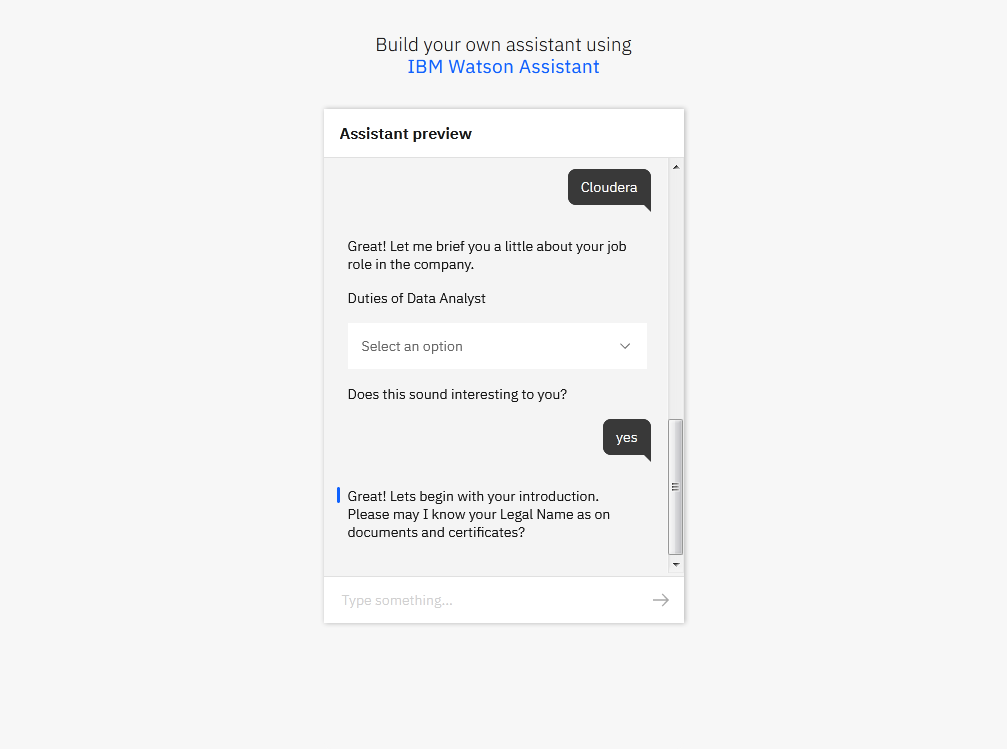 Build your own assistant using
IBM Watson Assistant
Assistant preview
Cloudera
Great! Let me brief you a little about your job
role in the company.
Duties of Data Analyst
Select an option
Does this sound interesting to you?
yes
Great! Lets begin with your introduction.
Please may I know your Legal Name as on
documents and certificates?
Type something...